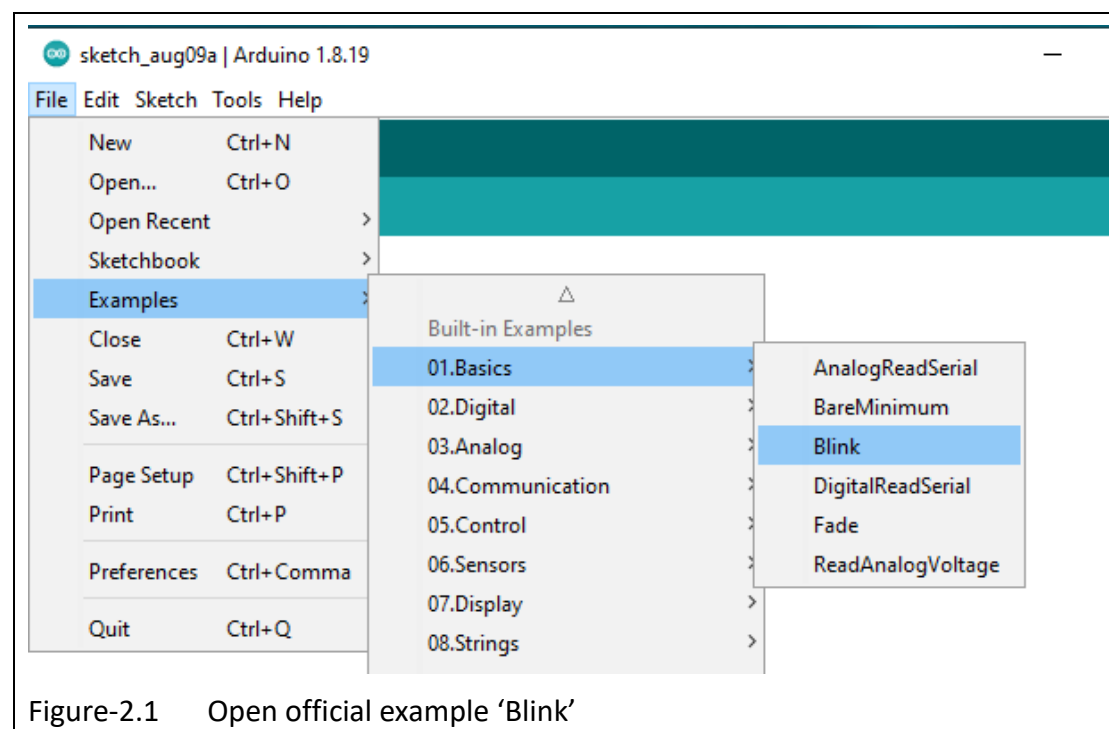 sketch_aug09a | Arduino 1.8.19
File Edit Sketch Tools Help
New Ctrl+N
Open... Ctrl+O
Open Recent
Sketchbook
Examples
Close Ctrl+W
Save Ctrl+S
Save As... Ctrl+Shift+S
Page Setup Ctrl+Shift+P
Print Ctrl+P
Preferences Ctrl+Comma
Quit Ctrl+Q
Built-in Examples
01.Basics
02.Digital
03.Analog
04.Communication
05.Control
06.Sensors
07.Display
08.Strings
AnalogReadSerial
BareMinimum
Blink
DigitalReadSerial
Fade
ReadAnalogVoltage
Figure-2.1 Open official example ‘Blink’